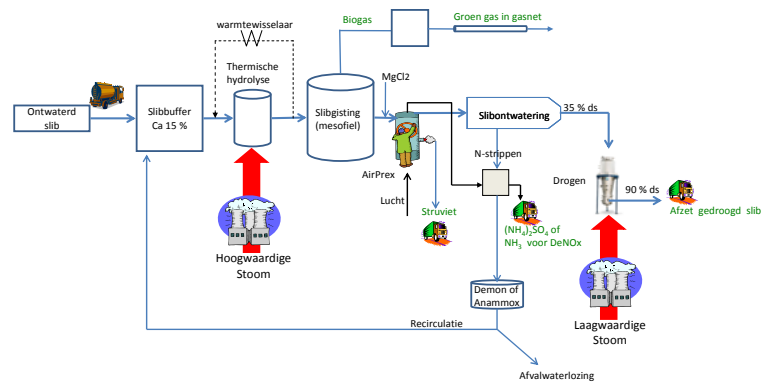 Biogas
Groen gas in gasnet
warmtewisselaar
Thermische
hydrolyse
MgCl2
Ontwaterd
slib
Slibbuffer
Ca 15 %
Slibgisting
(mesofiel)
Slibontwatering
35 % ds
AirPrex
N-strippen
Drogen
90 % ds
Lucht
Struviet
Afzet gedroogd slib
(NH4)2SO4 of
NH3 voor DeNOx
Hoogwaardige
Stoom
Demon of
Anammox
Recirculatie
Laagwaardige
Stoom
Afvalwaterlozing